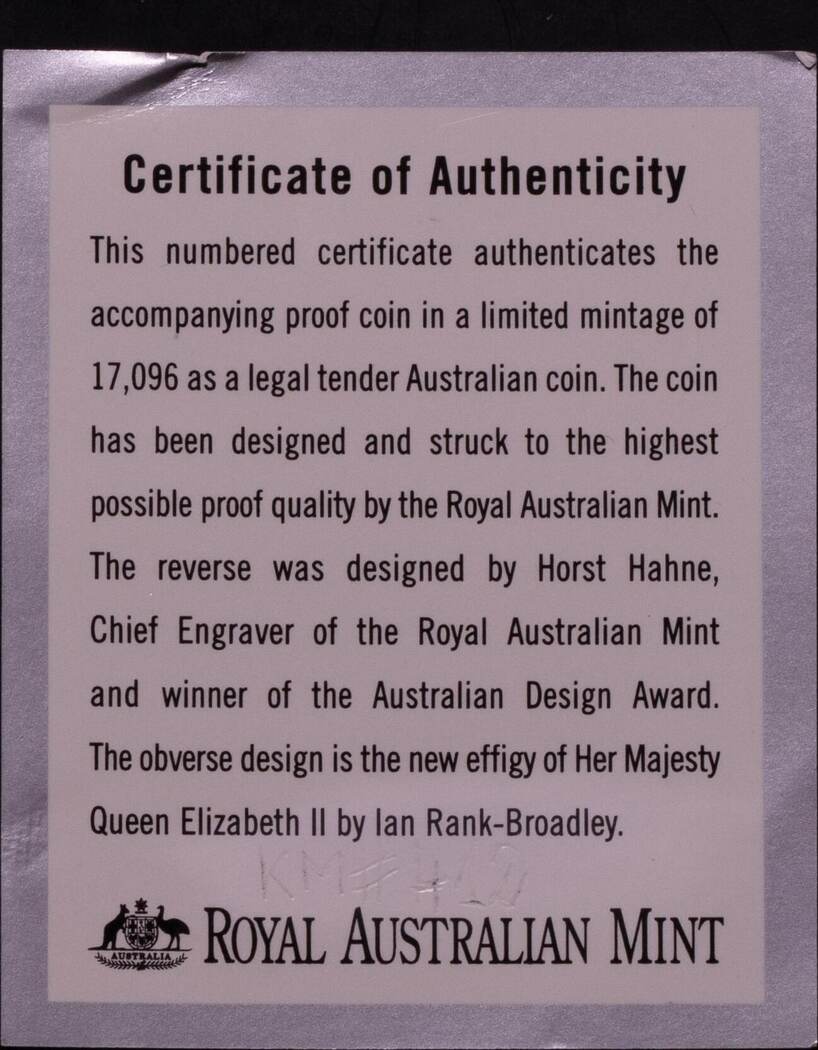 Certificate of Authenticity
This numbered certificate authenticates the
accompanying proof coin in a limited mintage of
17,096 as a legal tender Australian coin. The coin
has been designed and struck to the highest
possible proof quality by the Royal Australian Mint.
The reverse was designed by Horst Hahne,
Chief Engraver of the Royal Australian Mint
and winner of the Australian Design Award.
The obverse design is the new effigy of Her Majesty
Queen Elizabeth II by Ian Rank-Broadley.
KM#
AUSTRALIA
ROYAL AUSTRALIAN MINT